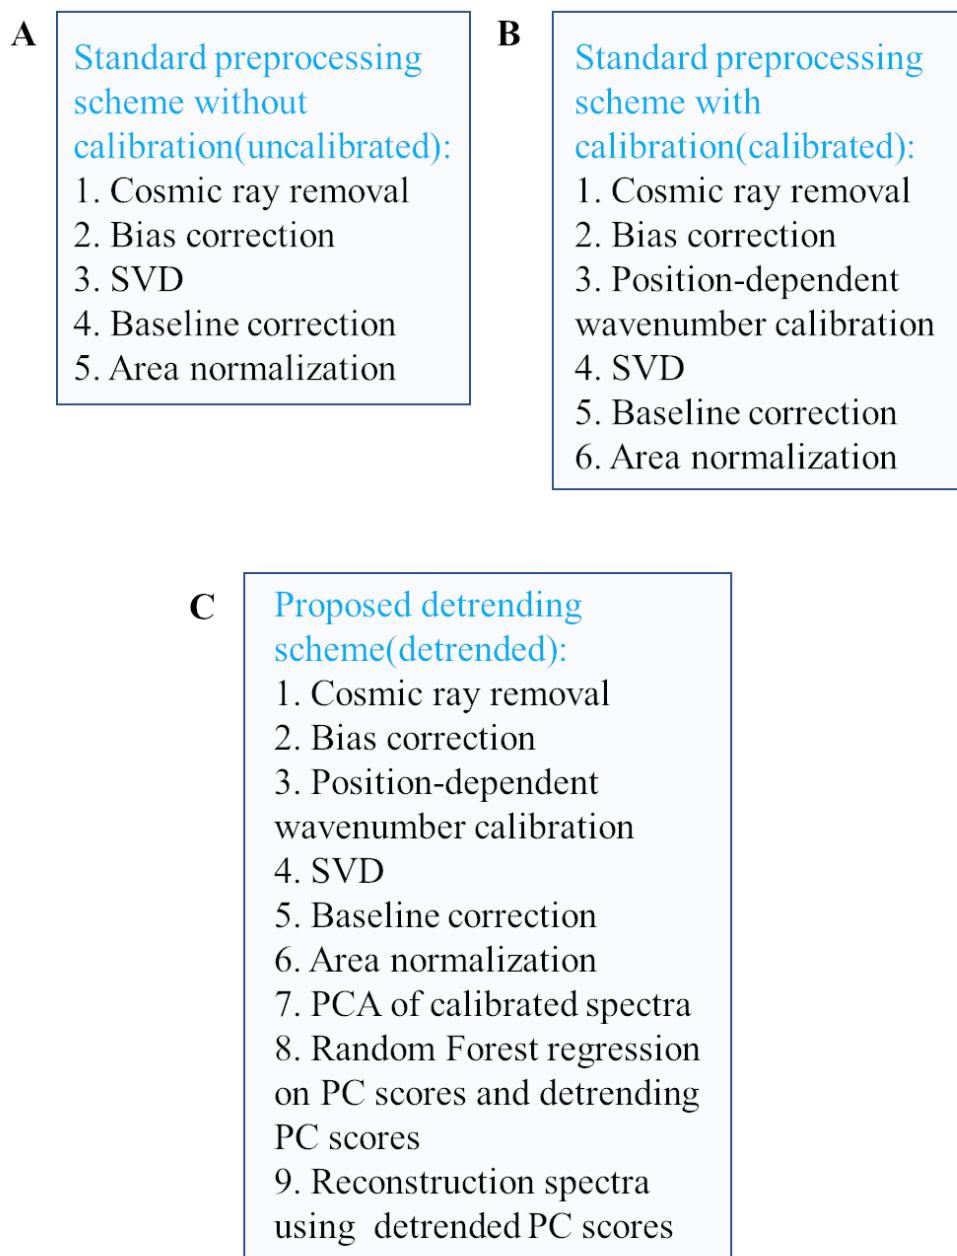 A
Standard preprocessing
scheme without
calibration(uncalibrated):
1. Cosmic ray removal
2. Bias correction
3. SVD
4. Baseline correction
5. Area normalization
B
Standard preprocessing
scheme with
calibration(calibrated):
1. Cosmic ray removal
2. Bias correction
3. Position-dependent
wavenumber calibration
4. SVD
5. Baseline correction
6. Area normalization
C
Proposed detrending
scheme(detrended):
1. Cosmic ray removal
2. Bias correction
3. Position-dependent
wavenumber calibration
4. SVD
5. Baseline correction
6. Area normalization
7. PCA of calibrated spectra
8. Random Forest regression
on PC scores and detrending
PC scores
9. Reconstruction spectra
using detrended PC scores